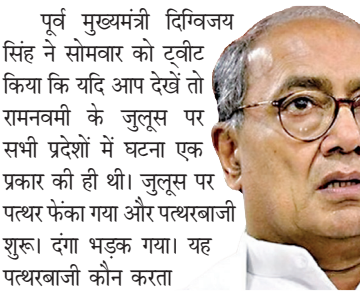 पूर्व मुख्यमंत्री दिग्विजय
सिंह ने सोमवार को ट्वीट
किया कि यदि आप देखें तो
रामनवमी के जुलूस पर
सभी प्रदेशों में घटना एक
प्रकार की ही थी। जुलूस पर
पत्थर फेंका गया और पत्थरबाजी
शुरू। दंगा भड़क गया। यह
पत्थरबाजी कौन करता